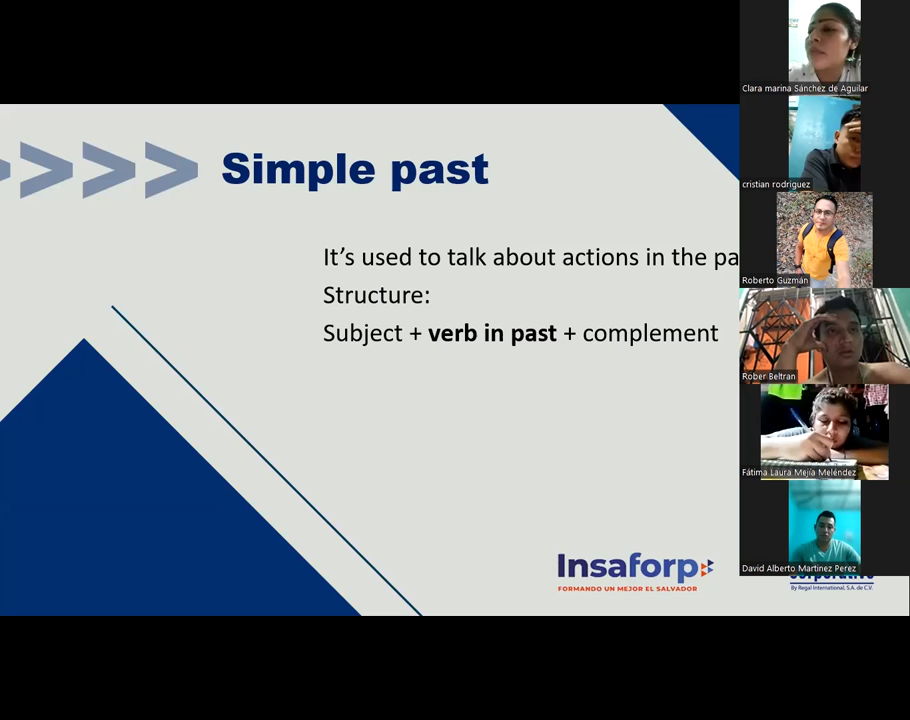 Simple past
It's used to talk about actions in the pa
Structure:
Subject + verb in past + complement
Insaforp
FORMANDO UN MEJOR EL SALVADOR
By Regal International, S.A. de C.V.
Clara marina Sánchez de Aguilar
cristian rodriguez
Roberto Guzmán
Rober Beltran
Fátima Laura Mejía Meléndez
David Alberto Martinez Perez